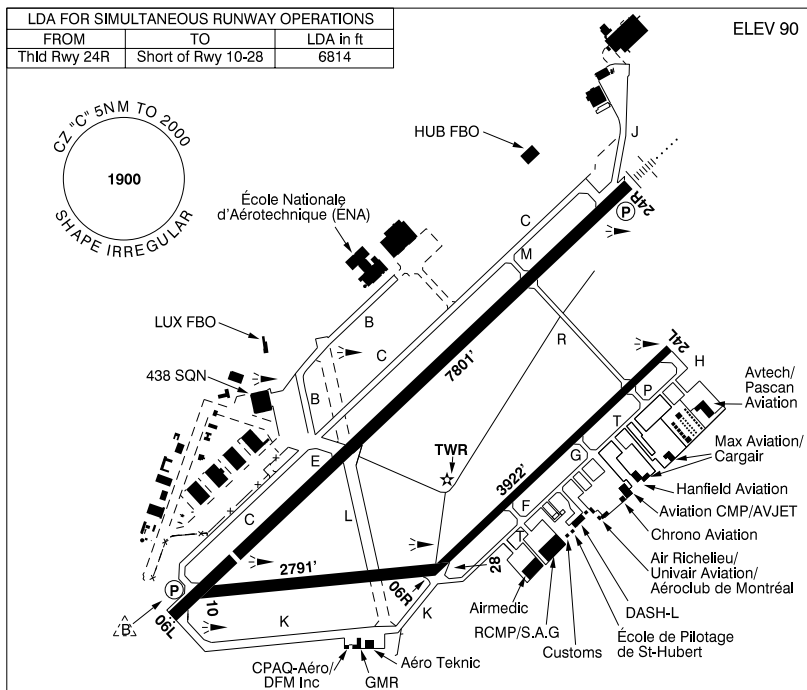 LDA FOR SIMULTANEOUS RUNWAY OPERATIONS
FROM TO LDA in ft
Thld Rwy 24R Short of Rwy 10-28 6814
ELEV 90
CZ "C" 5NM TO 2000
1900
SHAPE IRREGULAR
HUB FBO
J
École Nationale
d'Aérotechnique (ÉNA)
C
M
24R
P
LUX FBO
438 SQN
B
C
B
R
7801'
24L
H
P
Avtech/
Pascan
Aviation
T
E
TWR
G
Max Aviation/
Cargair
3922'
Hanfield Aviation
L
F
Aviation CMP/AVJET
C
Chrono Aviation
2791'
28
Air Richelieu/
Univair Aviation/
Aéroclub de Montréal
P
10
06R
B
06L
K
K
Airmedic
DASH-L
RCMP/S.A.G
École de Pilotage
de St-Hubert
Customs
CPAQ-Aéro/
DFM Inc
GMR
Aéro Teknic